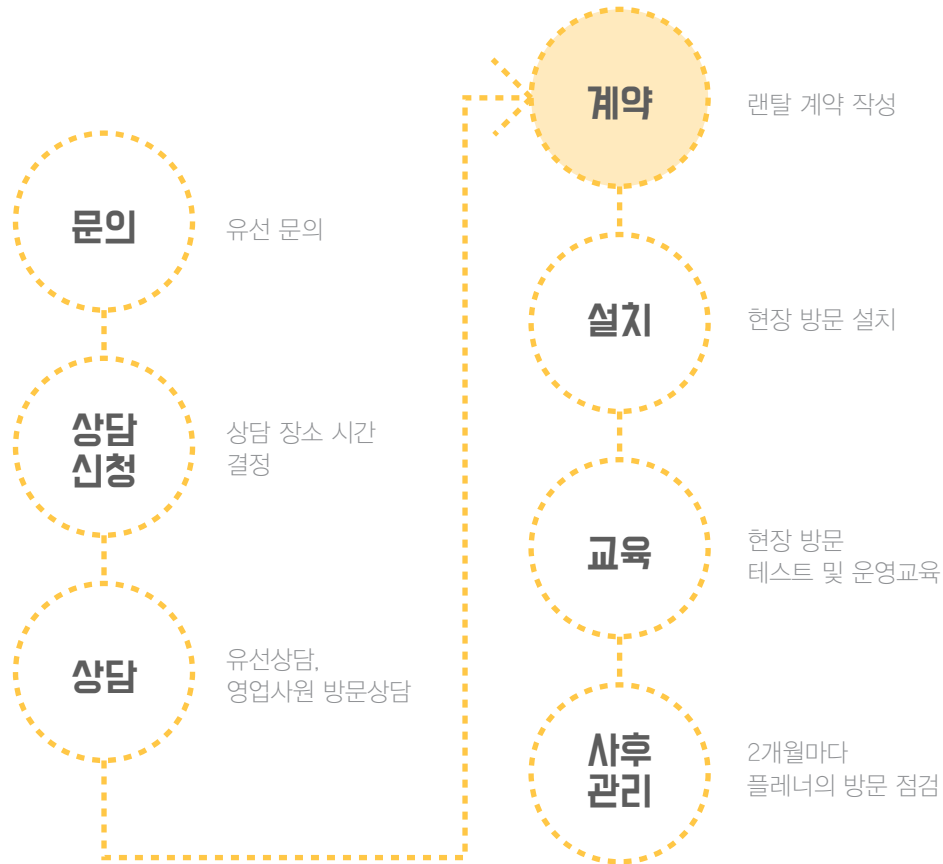 문의
유선 문의
상담
신청
상담 장소 시간
결정
상담
유선상담,
영업사원 방문상담
계약
랜탈 계약 작성
설치
현장 방문 설치
교육
현장 방문
테스트 및 운영교육
사후
관리
2개월마다
플레너의 방문 점검